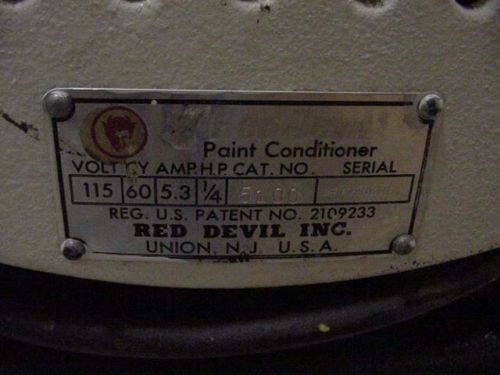 Paint Conditioner
VOLT CY AMP. H.P. CAT. NO. SERIAL
115 60 5.3 1/4 5100
REG. U.S. PATENT NO. 2109233
RED DEVIL INC.
UNION, N.J. U.S.A.